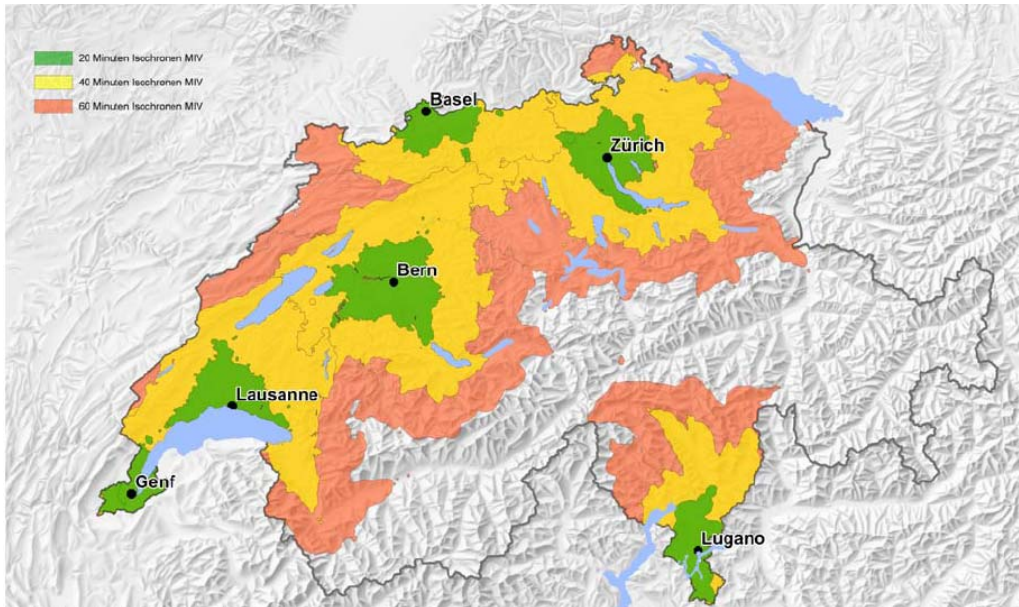 20 Minuten Isochronen MIV
40 Minuten Isochronen MIV
60 Minuten Isochronen MIV
Basel
Zürich
Bern
Lausanne
Genf
Lugano